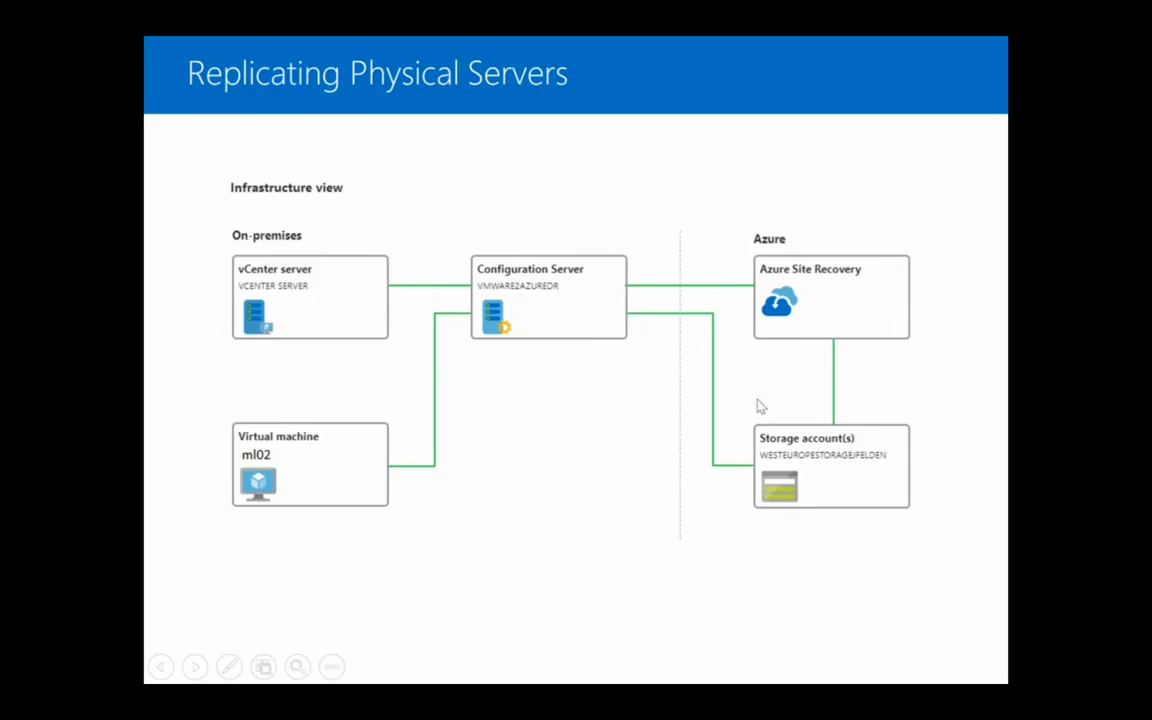 Replicating Physical Servers
Infrastructure view
On-premises
Azure
vCenter server
VCENTER SERVER
Configuration Server
VMWARE2AZUREDR
Azure Site Recovery
Virtual machine
ml02
Storage account(s)
WESTEUROPESTORAGEJFELDEN